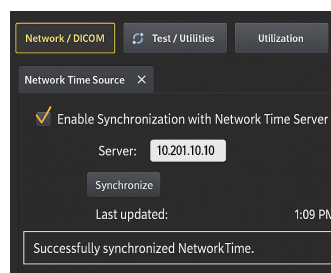 Network / DICOM
Test / Utilities
Utilization
Network Time Source
Enable Synchronization with Network Time Server
Server: 10.201.10.10
Synchronize
Last updated: 1:09 PM
Successfully synchronized NetworkTime.